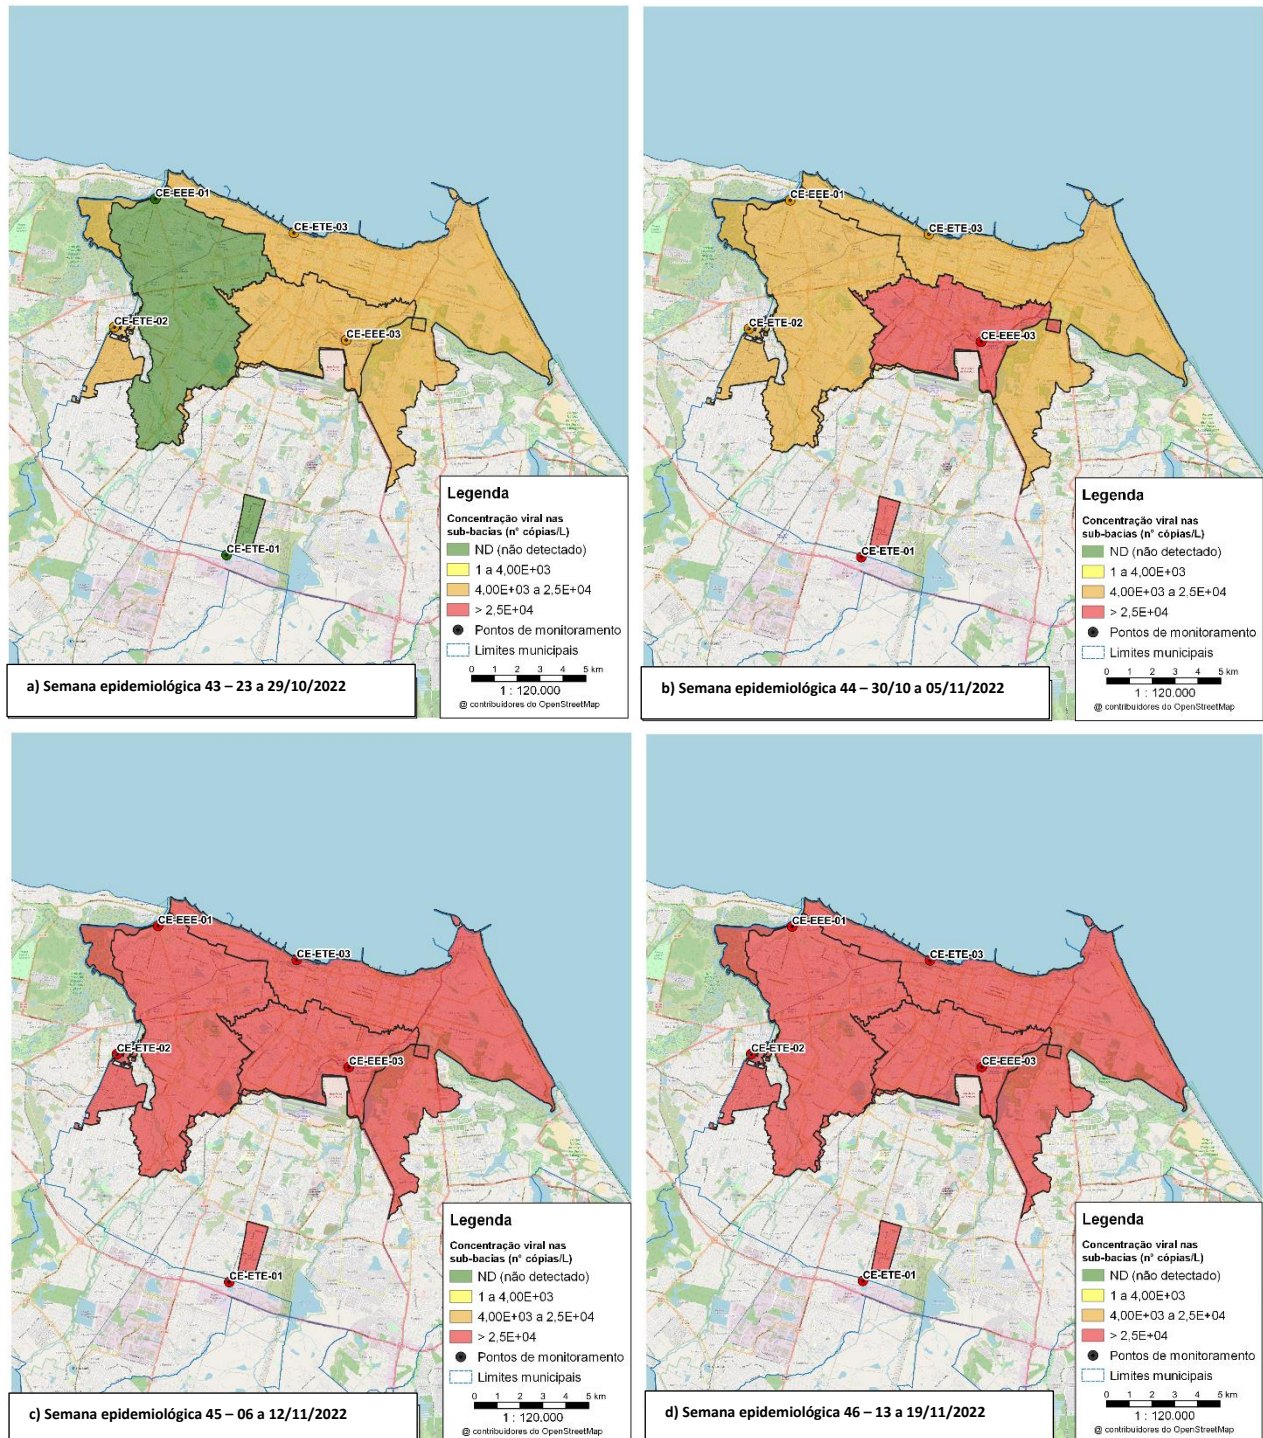 CE-EEE-01
CE-ETE-03
CE-ETE-02
CE-EEE-03
CE-ETE-01
Legenda
Concentração viral nas
sub-bacias (n° cópias/L)
ND (não detectado)
1 a 4,00E+03
4,00E+03 a 2,5E+04
> 2,5E+04
Pontos de monitoramento
Limites municipais
0 1 2 3 4 5 km
1 : 120.000
@ contribuidores do OpenStreetMap
a) Semana epidemiológica 43 – 23 a 29/10/2022
CE-EEE-01
CE-ETE-03
CE-ETE-02
CE-EEE-03
CE-ETE-01
Legenda
Concentração viral nas
sub-bacias (n° cópias/L)
ND (não detectado)
1 a 4,00E+03
4,00E+03 a 2,5E+04
> 2,5E+04
Pontos de monitoramento
Limites municipais
0 1 2 3 4 5 km
1 : 120.000
@ contribuidores do OpenStreetMap
b) Semana epidemiológica 44 – 30/10 a 05/11/2022
CE-EEE-01
CE-ETE-03
CE-ETE-02
CE-EEE-03
CE-ETE-01
Legenda
Concentração viral nas
sub-bacias (n° cópias/L)
ND (não detectado)
1 a 4,00E+03
4,00E+03 a 2,5E+04
> 2,5E+04
Pontos de monitoramento
Limites municipais
0 1 2 3 4 5 km
1 : 120.000
@ contribuidores do OpenStreetMap
c) Semana epidemiológica 45 – 06 a 12/11/2022
CE-EEE-01
CE-ETE-03
CE-ETE-02
CE-EEE-03
CE-ETE-01
Legenda
Concentração viral nas
sub-bacias (n° cópias/L)
ND (não detectado)
1 a 4,00E+03
4,00E+03 a 2,5E+04
> 2,5E+04
Pontos de monitoramento
Limites municipais
0 1 2 3 4 5 km
1 : 120.000
@ contribuidores do OpenStreetMap
d) Semana epidemiológica 46 – 13 a 19/11/2022